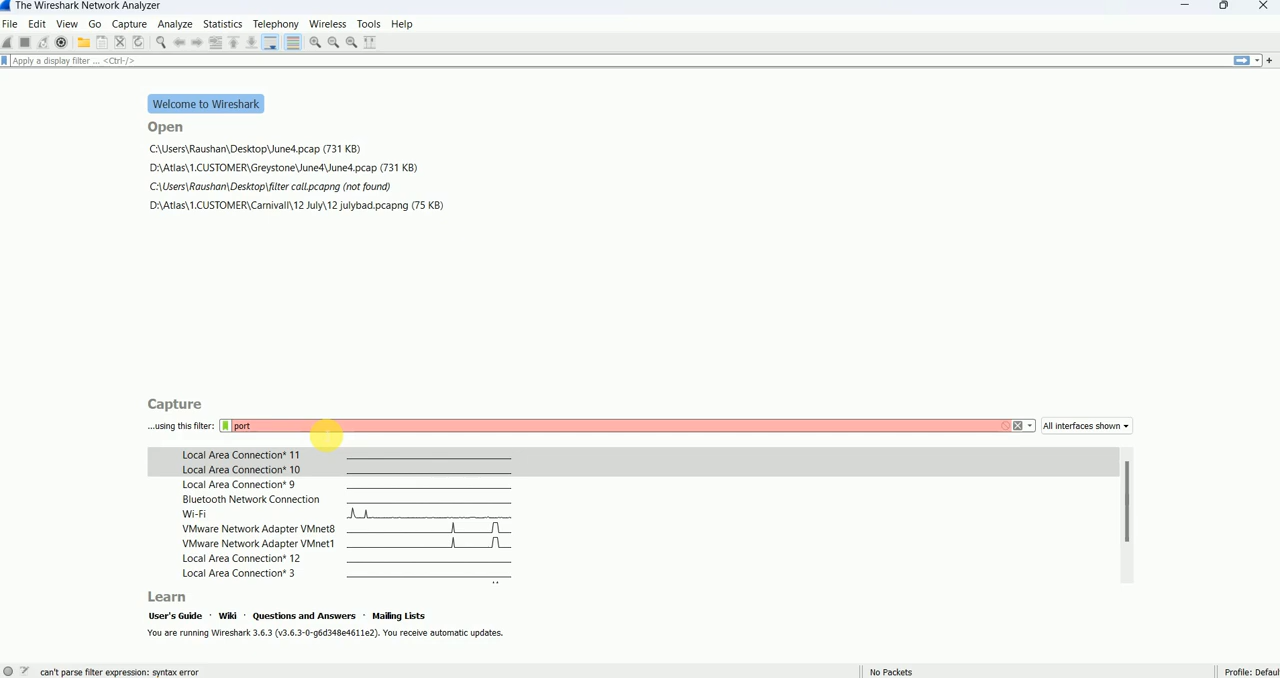 The Wireshark Network Analyzer
File Edit View Go Capture Analyze Statistics Telephony Wireless Tools Help
Apply a display filter ... <Ctrl-/>
+
Welcome to Wireshark
Open
C:\Users\Raushan\Desktop\June4.pcap (731 KB)
D:\Atlas\1.CUSTOMER\Greystone\June4\June4.pcap (731 KB)
C:\Users\Raushan\Desktop\filter call.pcapng (not found)
D:\Atlas\1.CUSTOMER\Carnivall\12 July\12 julybad.pcapng (75 KB)
Capture
...using this filter: port All interfaces shown
Local Area Connection* 11
Local Area Connection* 10
Local Area Connection* 9
Bluetooth Network Connection
Wi-Fi
VMware Network Adapter VMnet8
VMware Network Adapter VMnet1
Local Area Connection* 12
Local Area Connection* 3
Learn
User's Guide · Wiki · Questions and Answers · Mailing Lists
You are running Wireshark 3.6.3 (v3.6.3-0-g6d348e4611e2). You receive automatic updates.
can't parse filter expression: syntax error No Packets Profile: Defaul